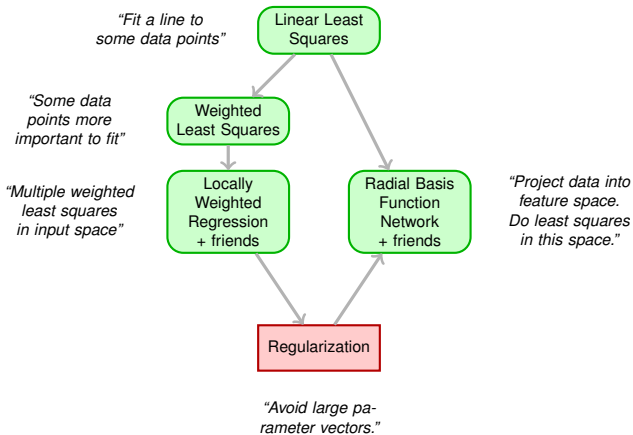 “Fit a line to
some data points”
Linear Least
Squares
“Some data
points more
important to fit”
Weighted
Least Squares
“Multiple weighted
least squares
in input space”
Locally
Weighted
Regression
+ friends
Radial Basis
Function
Network
+ friends
“Project data into
feature space.
Do least squares
in this space.”
Regularization
“Avoid large pa-
rameter vectors.”